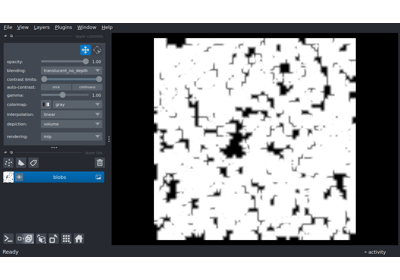 File View Layers Plugins Window Help
opacity: 1.00
blending: translucent_no_depth
contrast limits:
auto-contrast: once continuous
gamma: 1.00
colormap: gray
interpolation: linear
depiction: volume
rendering: mip
blobs
Ready
activity